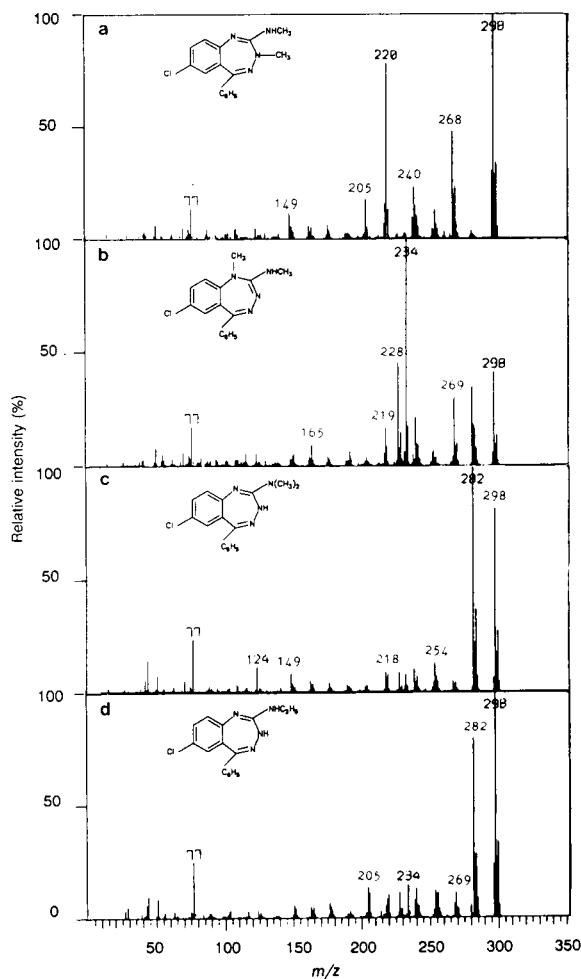 Relative intensity (%)
100
a
NHCH₃
N
N—CH₃
Cl
N
C₆H₅
50
77
149
205
220
240
268
298
100
b
CH₃
N
NHCH₃
N
Cl
N
C₆H₅
50
77
165
219
228
234
269
298
100
c
N
N(CH₃)₂
NH
Cl
N
C₆H₅
50
77
124
149
218
254
282
298
100
d
NHC₂H₅
N
NH
Cl
N
C₆H₅
50
77
205
234
269
282
298
0
50 100 150 200 250 300 350
m/z